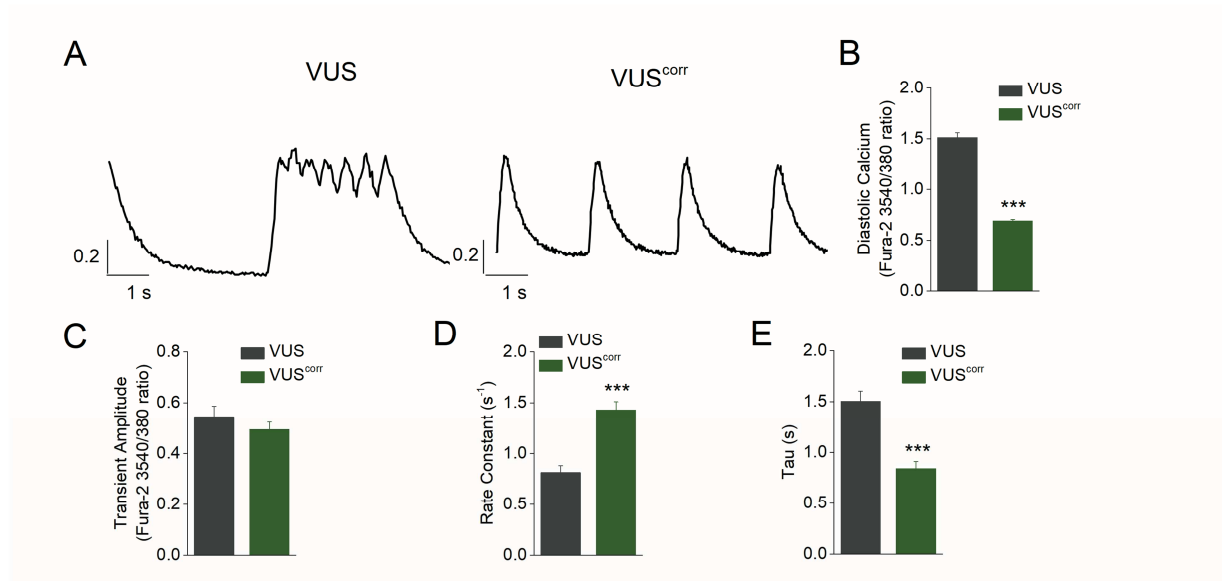 A
VUS
VUScorr
0.2
1 s
0.2
1 s
B
Diastolic Calcium
(Fura-2 3540/380 ratio)
2.0
1.5
1.0
0.5
0.0
VUS
VUScorr
***
C
Transient Amplitude
(Fura-2 3540/380 ratio)
0.8
0.6
0.4
0.2
0.0
VUS
VUScorr
D
Rate Constant (s-1)
2.0
1.5
1.0
0.5
0.0
VUS
VUScorr
***
E
Tau (s)
2.0
1.5
1.0
0.5
0.0
VUS
VUScorr
***